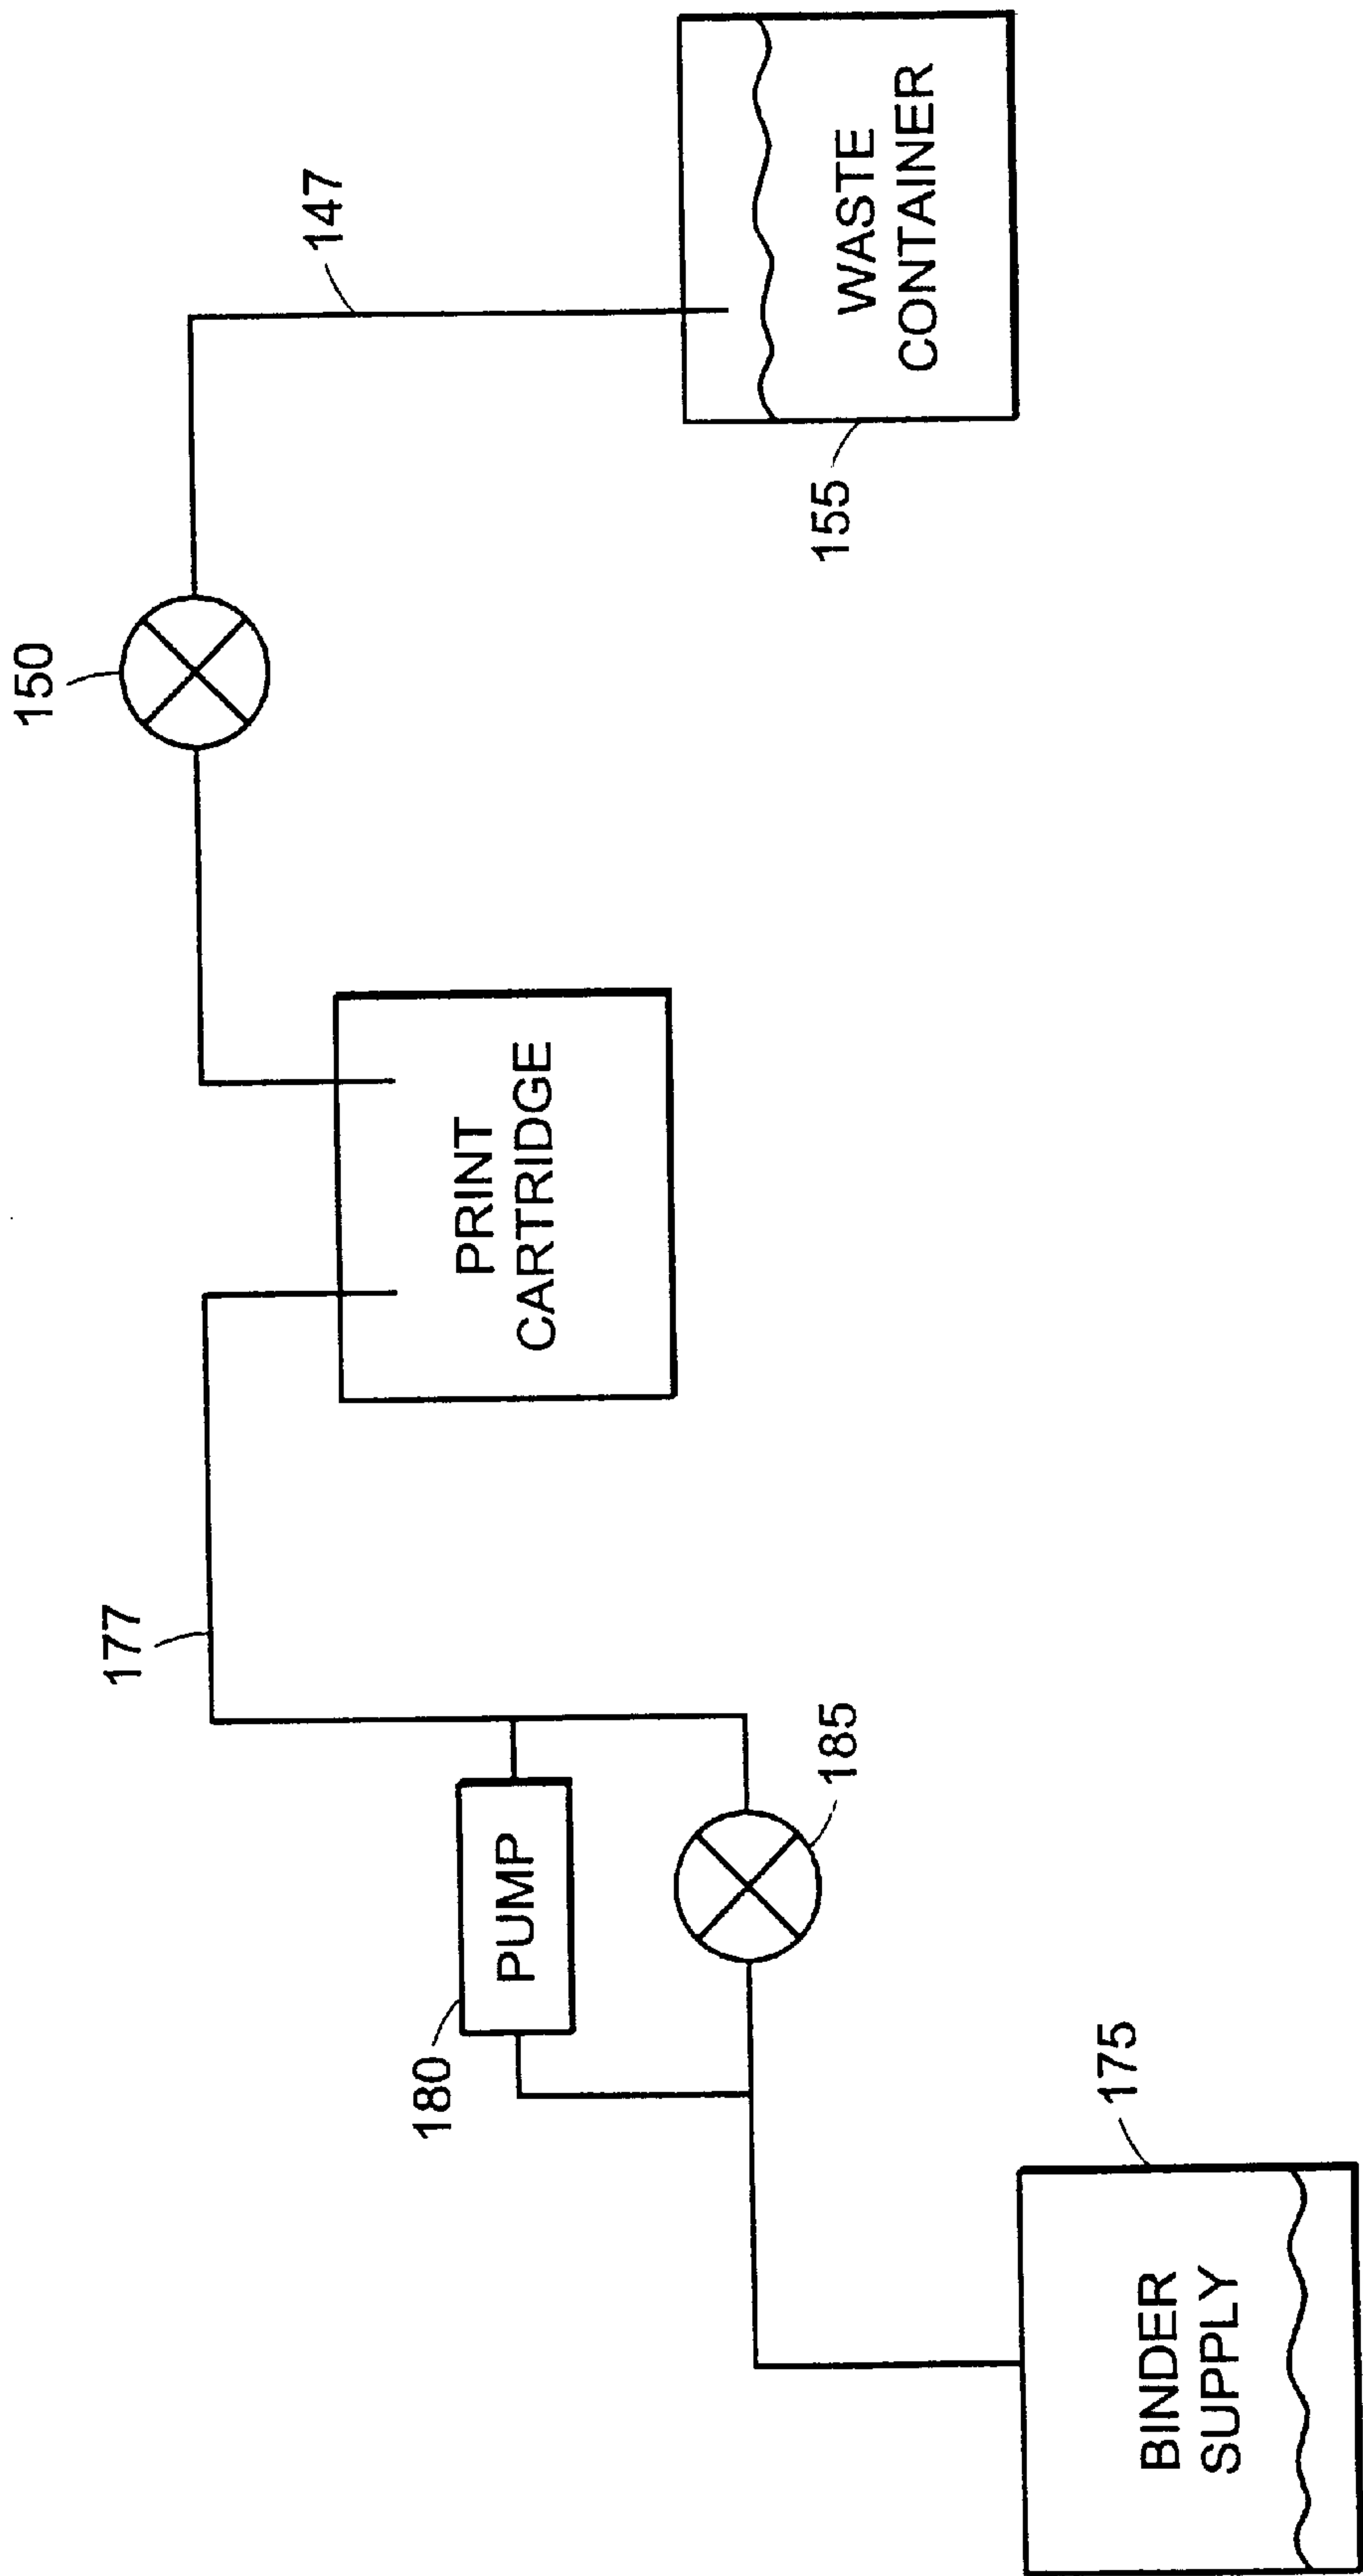 150
147
177
180
PUMP
185
PRINT
CARTRIDGE
WASTE
CONTAINER
155
BINDER
SUPPLY
175